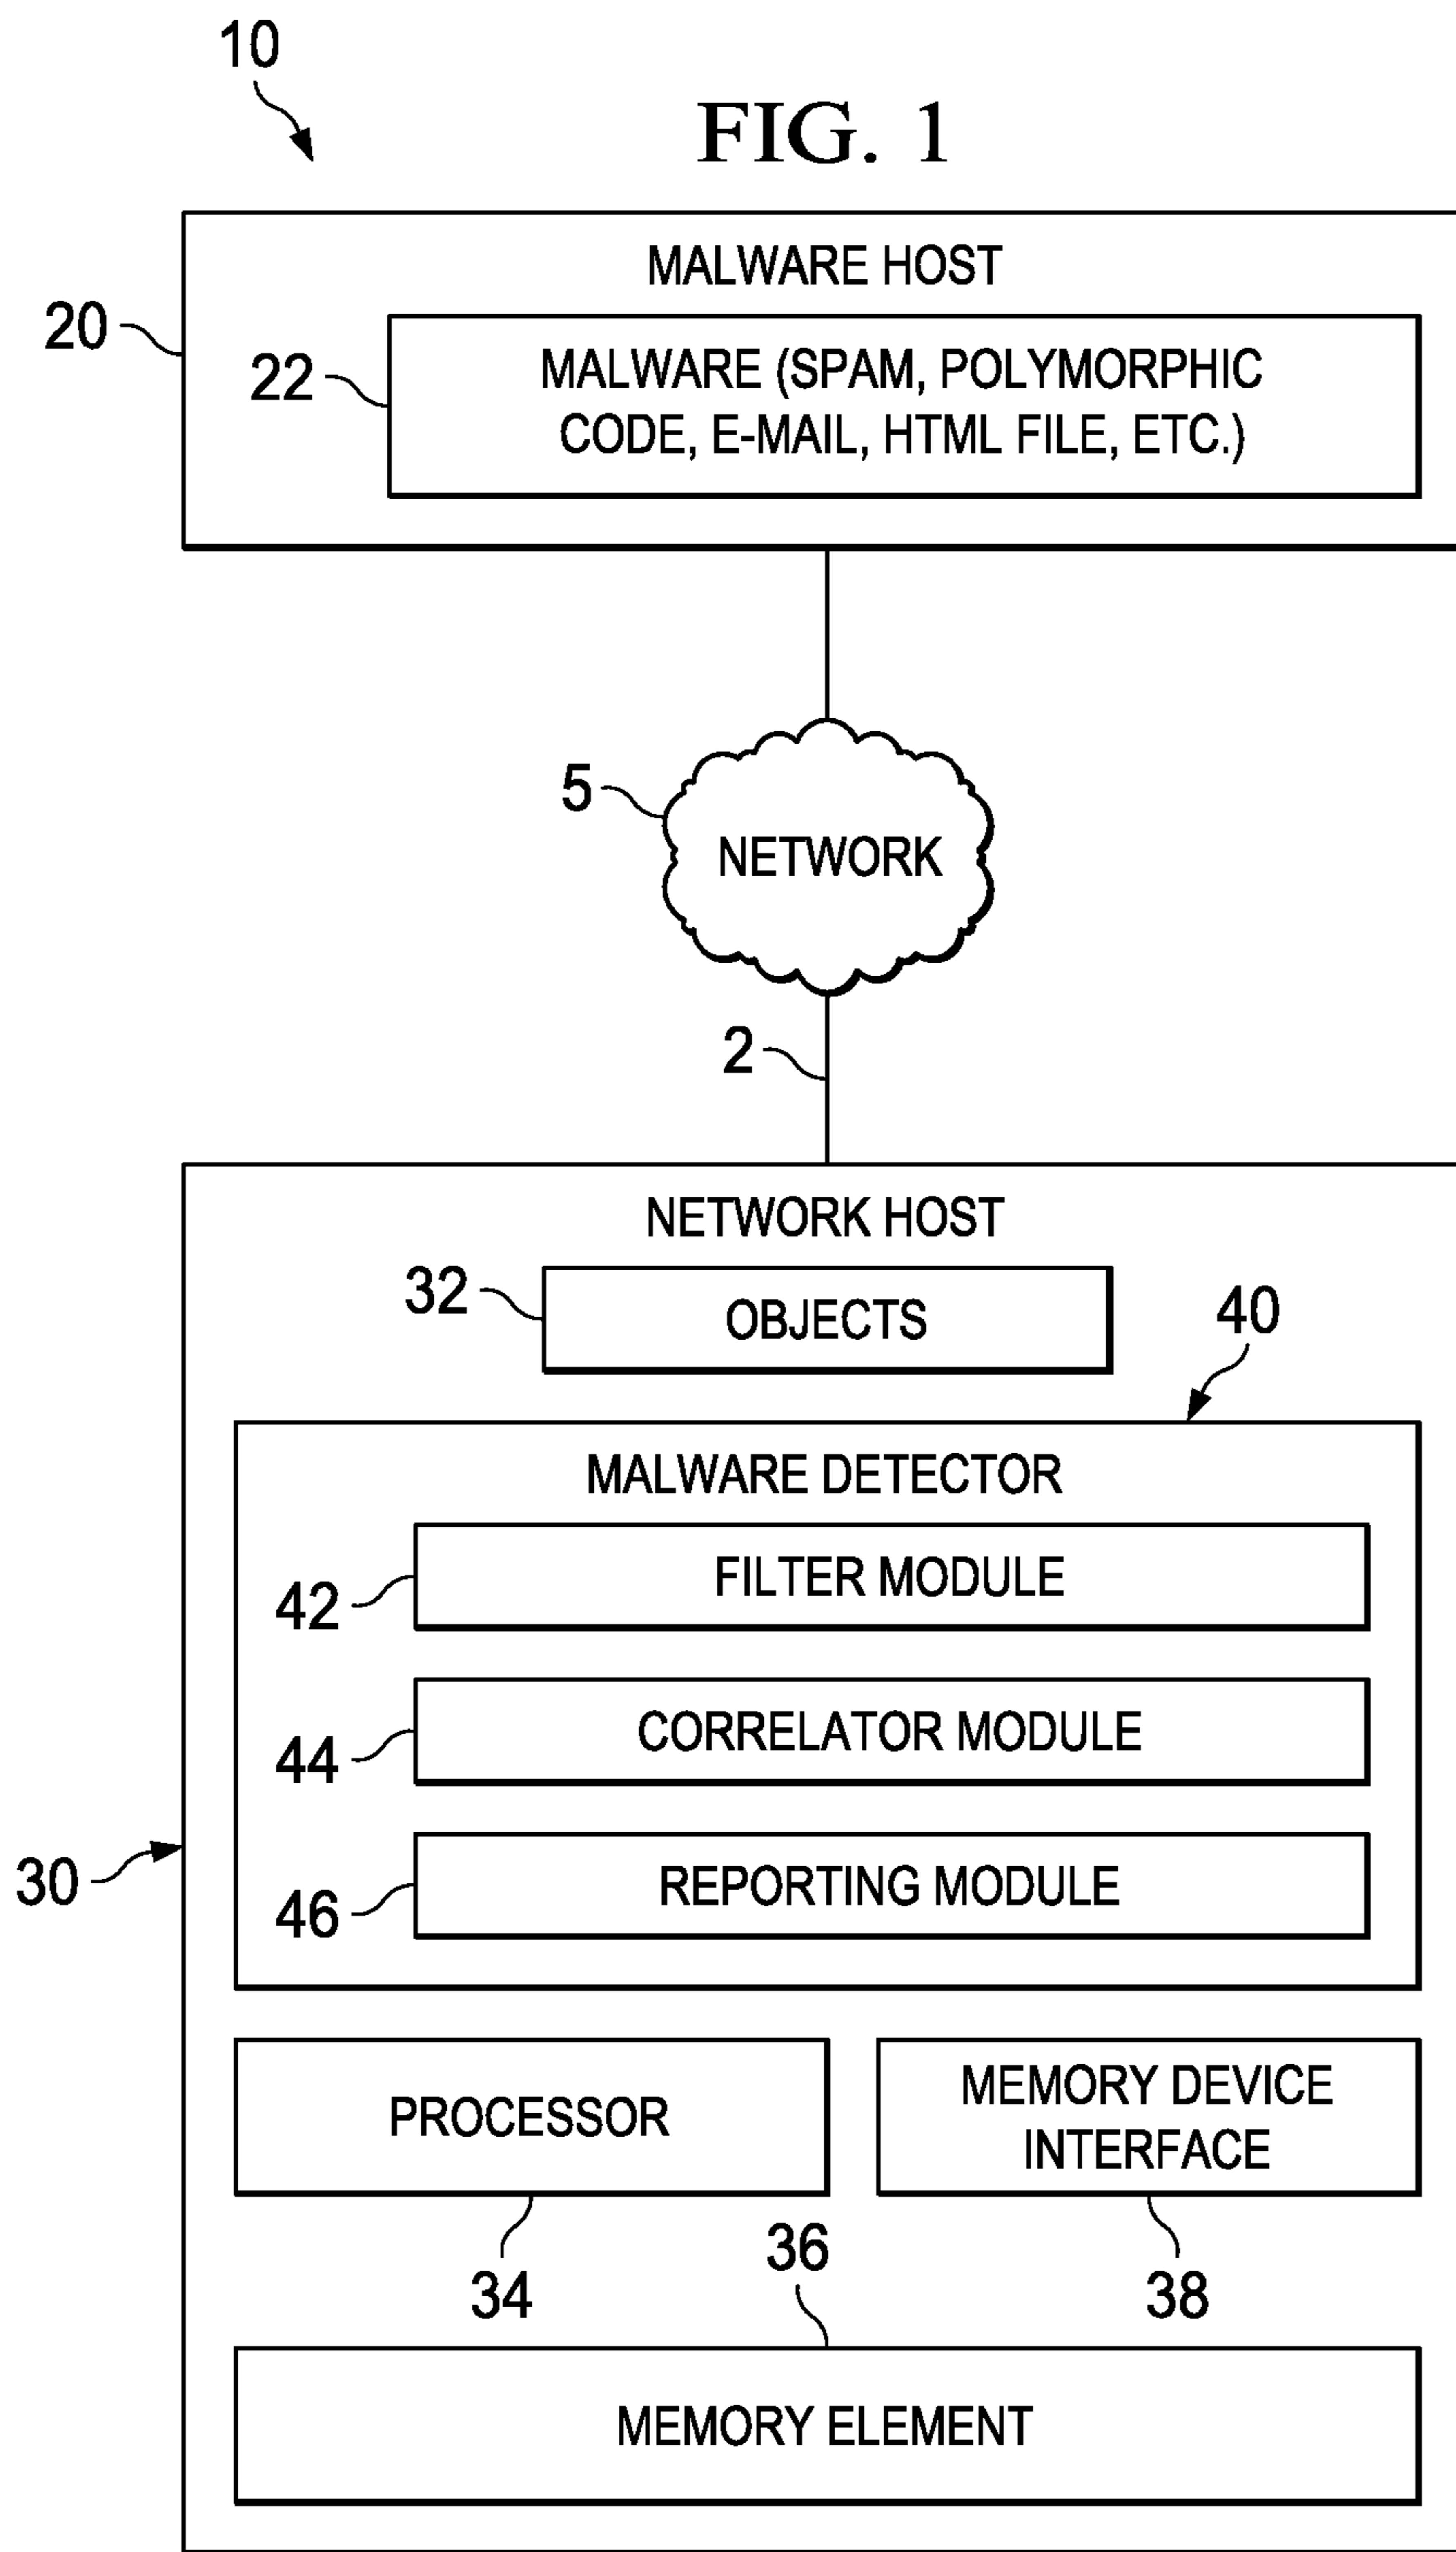 10
FIG. 1
MALWARE HOST
20
22
MALWARE (SPAM, POLYMORPHIC
CODE, E-MAIL, HTML FILE, ETC.)
5
NETWORK
2
NETWORK HOST
32
OBJECTS
40
MALWARE DETECTOR
FILTER MODULE
42
CORRELATOR MODULE
44
30
REPORTING MODULE
46
PROCESSOR
MEMORY DEVICE
INTERFACE
34
36
38
MEMORY ELEMENT